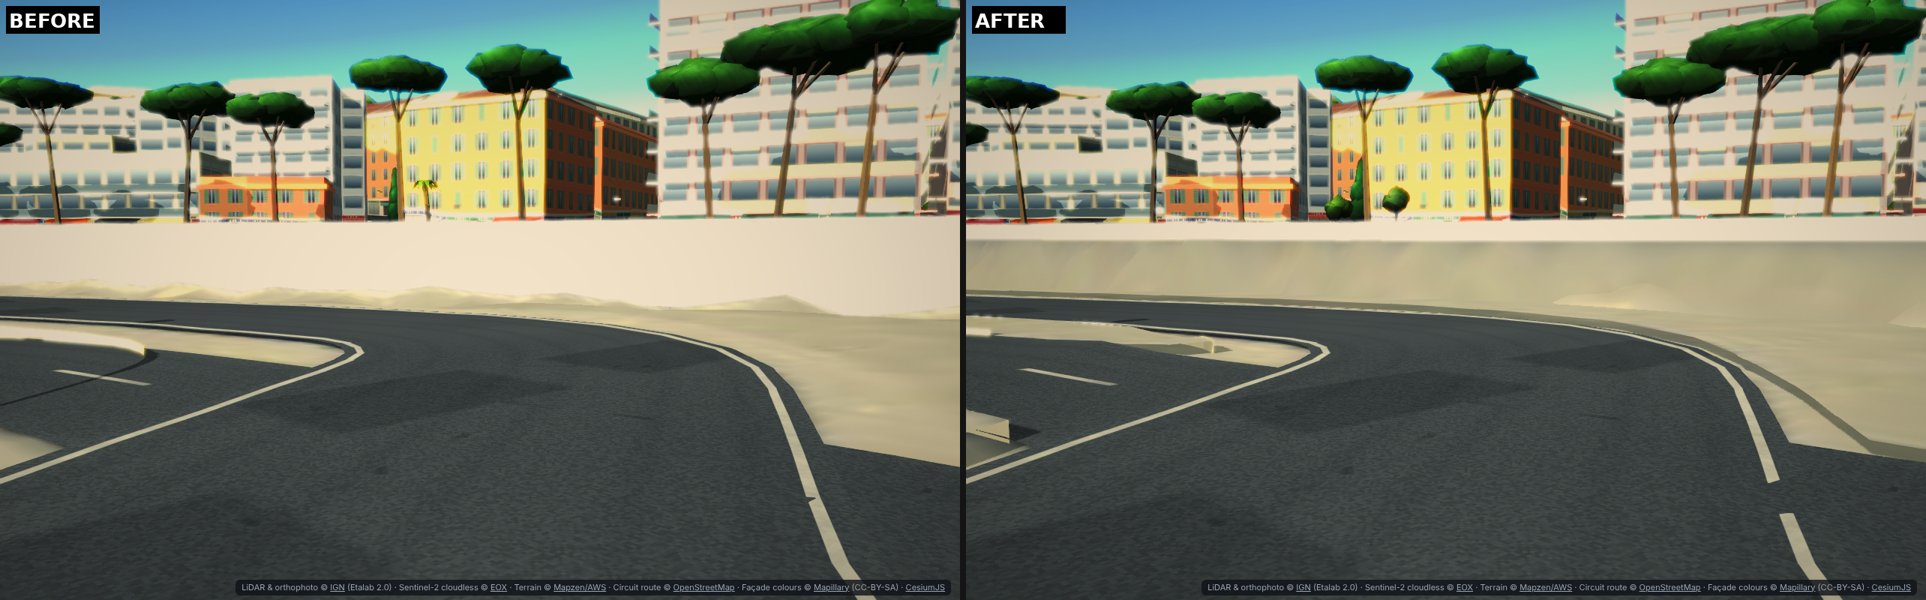 BEFORE
AFTER
LiDAR & orthophoto © IGN (Etalab 2.0) · Sentinel-2 cloudless © EOX · Terrain © Mapzen/AWS · Circuit route © OpenStreetMap · Façade colours © Mapillary (CC-BY-SA) · CesiumJS
LiDAR & orthophoto © IGN (Etalab 2.0) · Sentinel-2 cloudless © EOX · Terrain © Mapzen/AWS · Circuit route © OpenStreetMap · Façade colours © Mapillary (CC-BY-SA) · CesiumJS